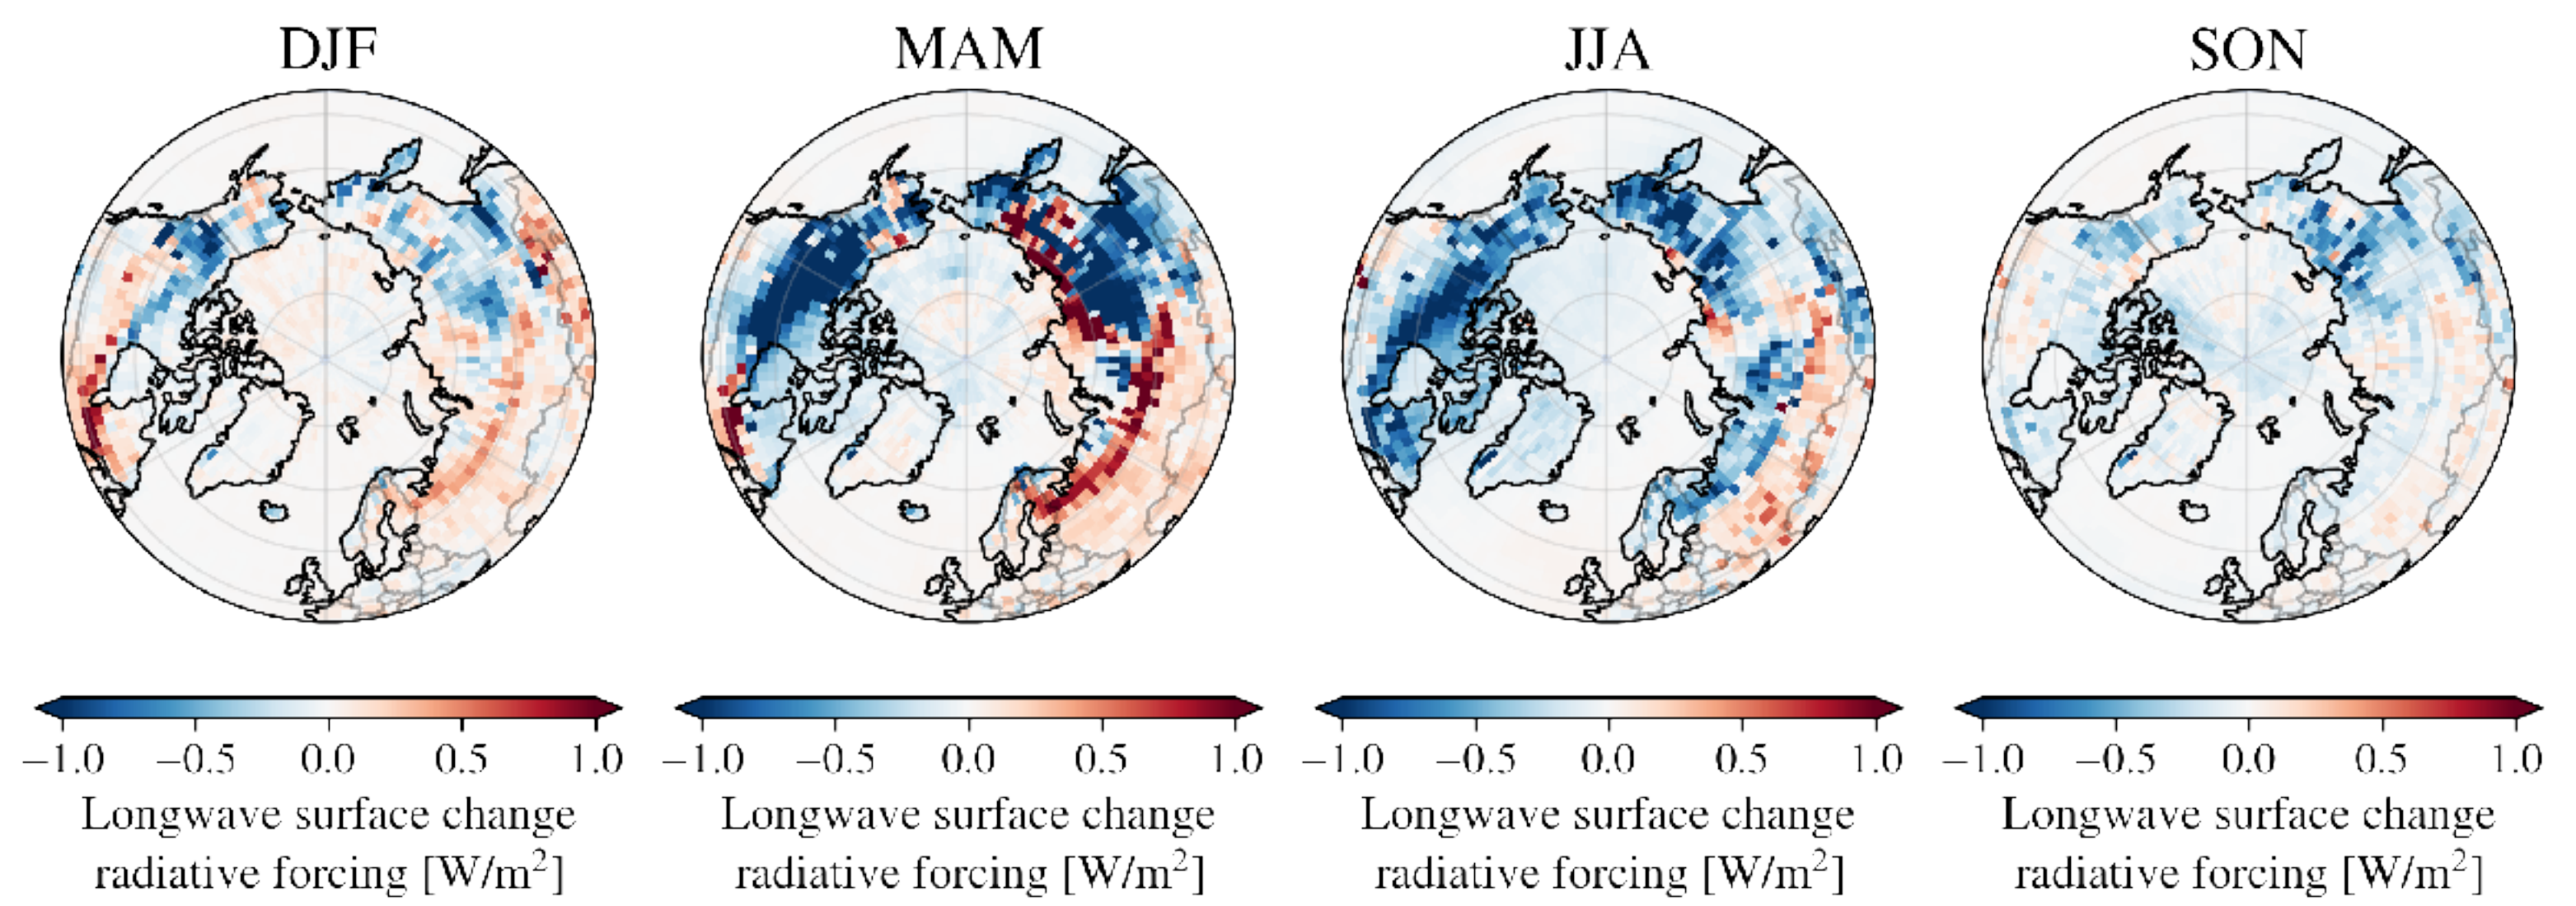 DJF MAM JJA SON
−1.0 −0.5 0.0 0.5 1.0 −1.0 −0.5 0.0 0.5 1.0 −1.0 −0.5 0.0 0.5 1.0 −1.0 −0.5 0.0 0.5 1.0
Longwave surface change Longwave surface change Longwave surface change Longwave surface change
radiative forcing [W/m²] radiative forcing [W/m²] radiative forcing [W/m²] radiative forcing [W/m²]